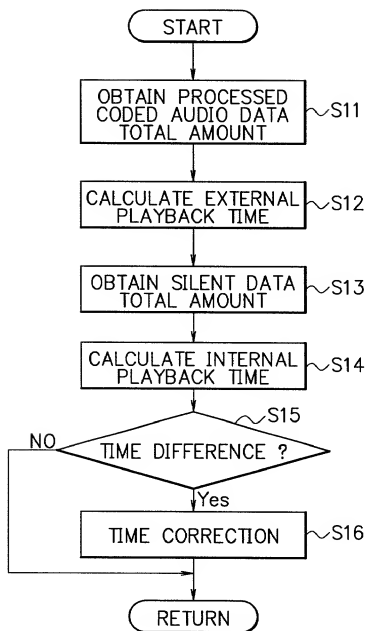 START
OBTAIN PROCESSED
CODED AUDIO DATA
TOTAL AMOUNT
S11
CALCULATE EXTERNAL
PLAYBACK TIME
S12
OBTAIN SILENT DATA
TOTAL AMOUNT
S13
CALCULATE INTERNAL
PLAYBACK TIME
S14
S15
NO
TIME DIFFERENCE ?
Yes
TIME CORRECTION
S16
RETURN